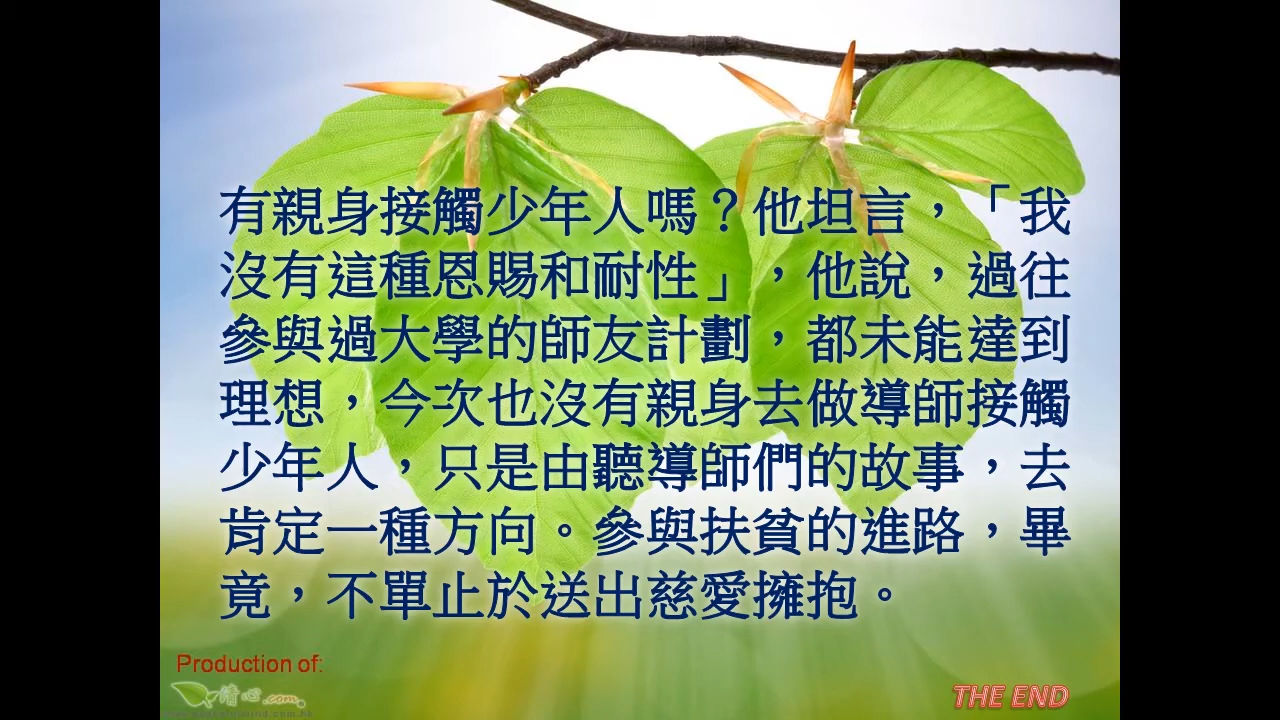 有親身接觸少年人嗎？他坦言，「我
沒有這種恩賜和耐性」，他說，過往
參與過大學的師友計劃，都未能達到
理想，今次也沒有親身去做導師接觸
少年人，只是由聽導師們的故事，去
肯定一種方向。參與扶貧的進路，畢
竟，不單止於送出慈愛擁抱。
Production of:
心.com
THE END